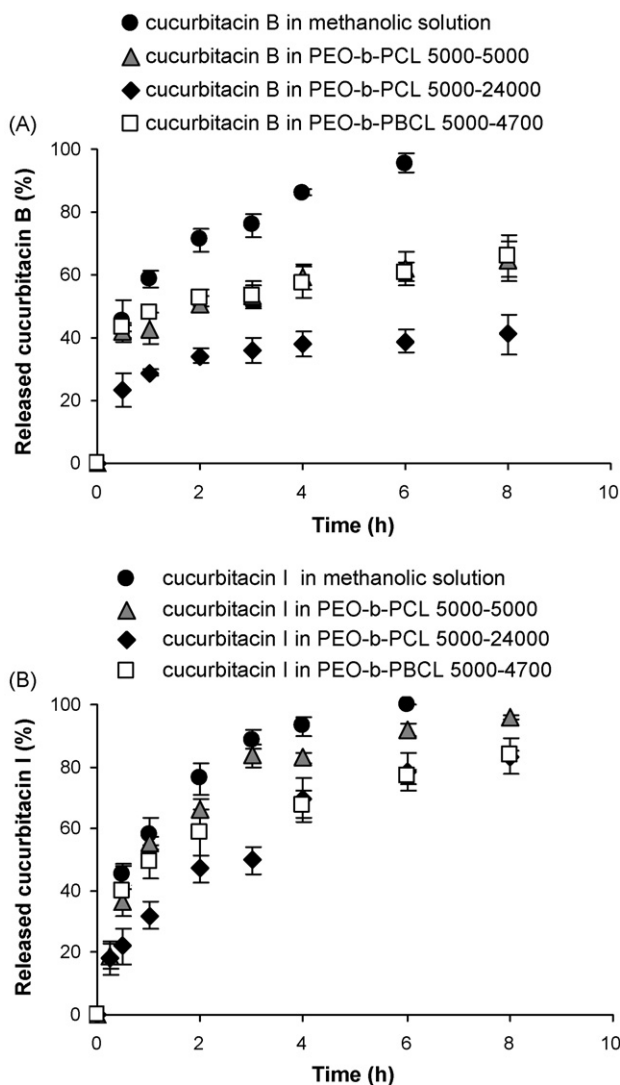 cucurbitacin B in methanolic solution
cucurbitacin B in PEO-b-PCL 5000-5000
cucurbitacin B in PEO-b-PCL 5000-24000
cucurbitacin B in PEO-b-PBCL 5000-4700
(A)
Released cucurbitacin B (%)
100
80
60
40
20
0
0 2 4 6 8 10
Time (h)
cucurbitacin I in methanolic solution
cucurbitacin I in PEO-b-PCL 5000-5000
cucurbitacin I in PEO-b-PCL 5000-24000
cucurbitacin I in PEO-b-PBCL 5000-4700
(B)
Released cucurbitacin I (%)
100
80
60
40
20
0
0 2 4 6 8 10
Time (h)